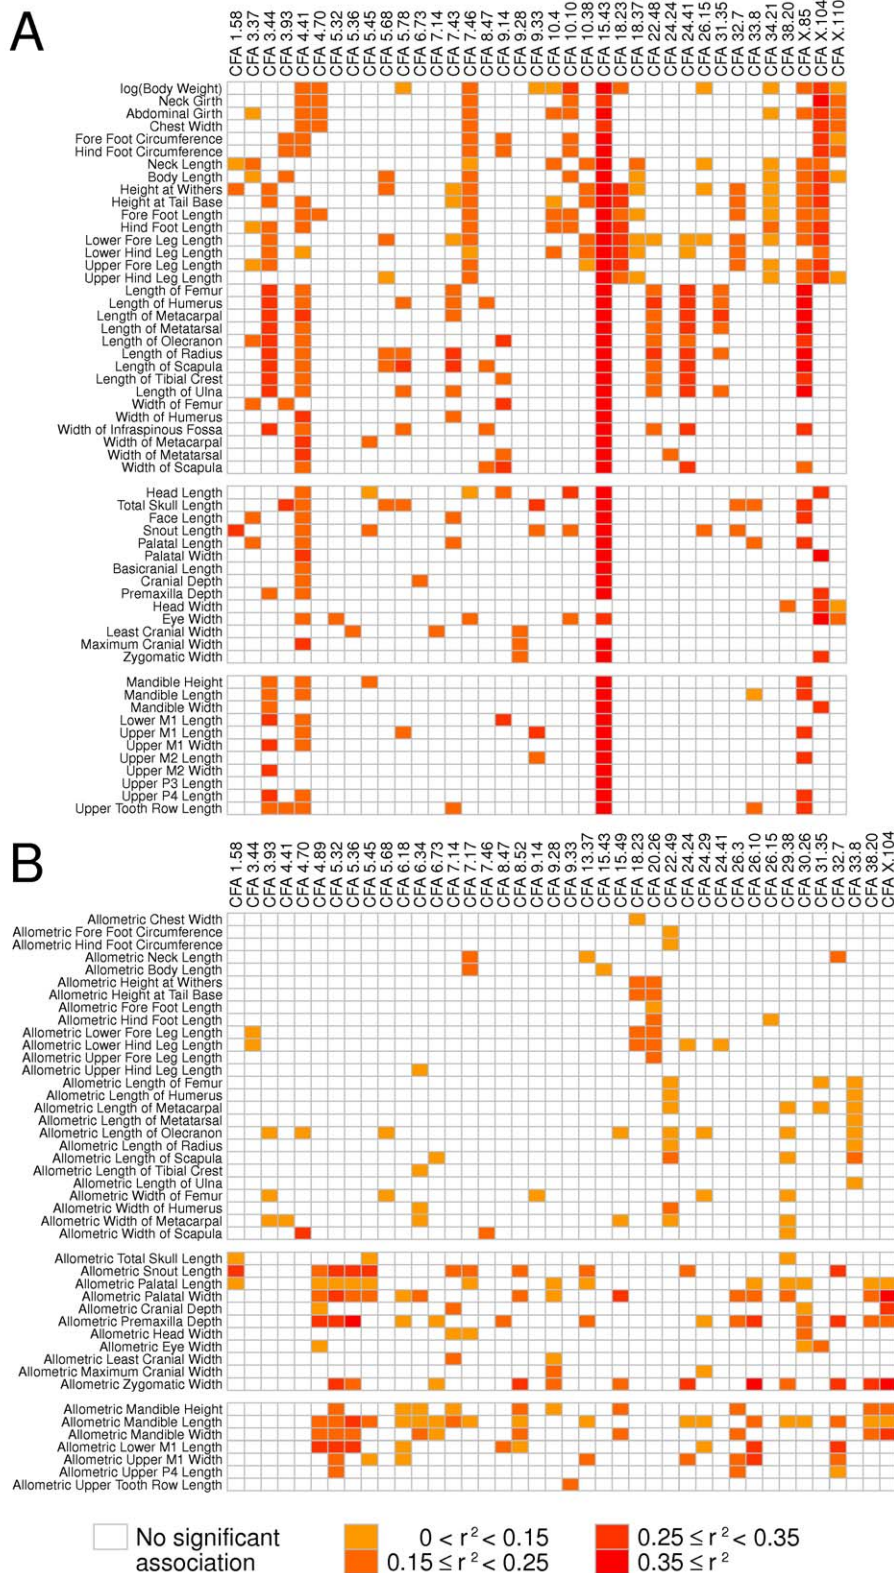 A
CFA 1.58
CFA 3.37
CFA 3.44
CFA 3.93
CFA 4.41
CFA 4.70
CFA 5.32
CFA 5.36
CFA 5.45
CFA 5.68
CFA 5.78
CFA 6.73
CFA 7.14
CFA 7.43
CFA 7.46
CFA 8.47
CFA 9.14
CFA 9.28
CFA 9.33
CFA 10.4
CFA 10.10
CFA 10.38
CFA 15.43
CFA 18.23
CFA 18.37
CFA 22.48
CFA 24.24
CFA 24.41
CFA 26.15
CFA 31.35
CFA 32.7
CFA 33.8
CFA 34.21
CFA 38.20
CFA X.85
CFA X.104
CFA X.110
log(Body Weight)
Neck Girth
Abdominal Girth
Chest Width
Fore Foot Circumference
Hind Foot Circumference
Neck Length
Body Length
Height at Withers
Height at Tail Base
Fore Foot Length
Hind Foot Length
Lower Fore Leg Length
Lower Hind Leg Length
Upper Fore Leg Length
Upper Hind Leg Length
Length of Femur
Length of Humerus
Length of Metacarpal
Length of Metatarsal
Length of Olecranon
Length of Radius
Length of Scapula
Length of Tibial Crest
Length of Ulna
Width of Femur
Width of Humerus
Width of Infraspinous Fossa
Width of Metacarpal
Width of Metatarsal
Width of Scapula
Head Length
Total Skull Length
Face Length
Snout Length
Palatal Length
Palatal Width
Basicranial Length
Cranial Depth
Premaxilla Depth
Head Width
Eye Width
Least Cranial Width
Maximum Cranial Width
Zygomatic Width
Mandible Height
Mandible Length
Mandible Width
Lower M1 Length
Upper M1 Length
Upper M1 Width
Upper M2 Length
Upper M2 Width
Upper P3 Length
Upper P4 Length
Upper Tooth Row Length
B
CFA 1.58
CFA 3.44
CFA 3.93
CFA 4.41
CFA 4.70
CFA 4.89
CFA 5.32
CFA 5.36
CFA 5.45
CFA 5.68
CFA 6.18
CFA 6.34
CFA 6.73
CFA 7.14
CFA 7.17
CFA 7.46
CFA 8.47
CFA 8.52
CFA 9.14
CFA 9.28
CFA 9.33
CFA 13.37
CFA 15.43
CFA 15.49
CFA 18.23
CFA 20.26
CFA 22.49
CFA 24.24
CFA 24.29
CFA 24.41
CFA 26.3
CFA 26.10
CFA 26.15
CFA 29.38
CFA 30.26
CFA 31.35
CFA 32.7
CFA 33.8
CFA 38.20
CFA X.104
Allometric Chest Width
Allometric Fore Foot Circumference
Allometric Hind Foot Circumference
Allometric Neck Length
Allometric Body Length
Allometric Height at Withers
Allometric Height at Tail Base
Allometric Fore Foot Length
Allometric Hind Foot Length
Allometric Lower Fore Leg Length
Allometric Lower Hind Leg Length
Allometric Upper Fore Leg Length
Allometric Upper Hind Leg Length
Allometric Length of Femur
Allometric Length of Humerus
Allometric Length of Metacarpal
Allometric Length of Metatarsal
Allometric Length of Olecranon
Allometric Length of Radius
Allometric Length of Scapula
Allometric Length of Tibial Crest
Allometric Length of Ulna
Allometric Width of Femur
Allometric Width of Humerus
Allometric Width of Metacarpal
Allometric Width of Scapula
Allometric Total Skull Length
Allometric Snout Length
Allometric Palatal Length
Allometric Palatal Width
Allometric Cranial Depth
Allometric Premaxilla Depth
Allometric Head Width
Allometric Eye Width
Allometric Least Cranial Width
Allometric Maximum Cranial Width
Allometric Zygomatic Width
Allometric Mandible Height
Allometric Mandible Length
Allometric Mandible Width
Allometric Lower M1 Length
Allometric Upper M1 Width
Allometric Upper P4 Length
Allometric Upper Tooth Row Length
No significant association
0 < r² < 0.15
0.15 ≤ r² < 0.25
0.25 ≤ r² < 0.35
0.35 ≤ r²